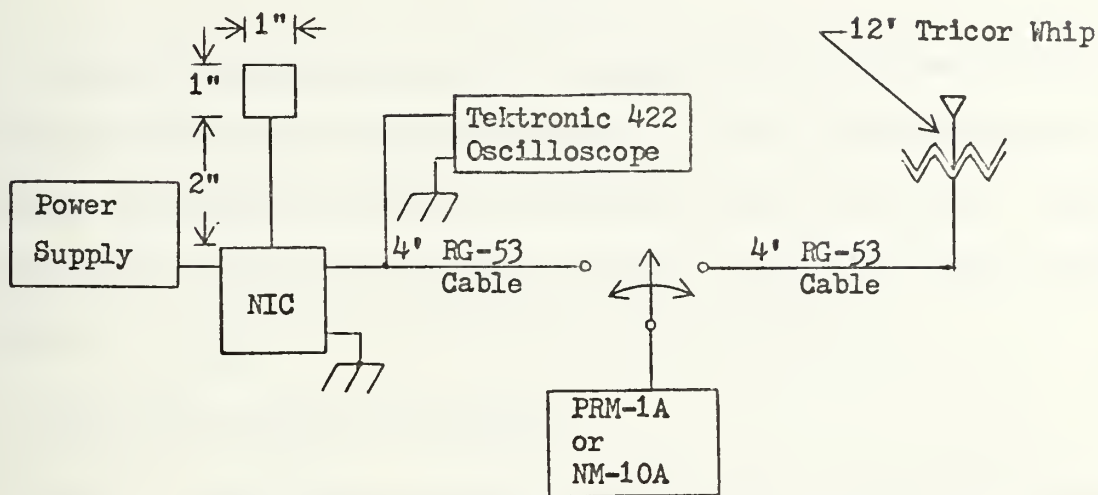 1"
12' Tricor Whip
1"
Tektronic 422
Oscilloscope
2"
Power
Supply
4' RG-53
Cable
4' RG-53
Cable
NIC
PRM-1A
or
NM-10A